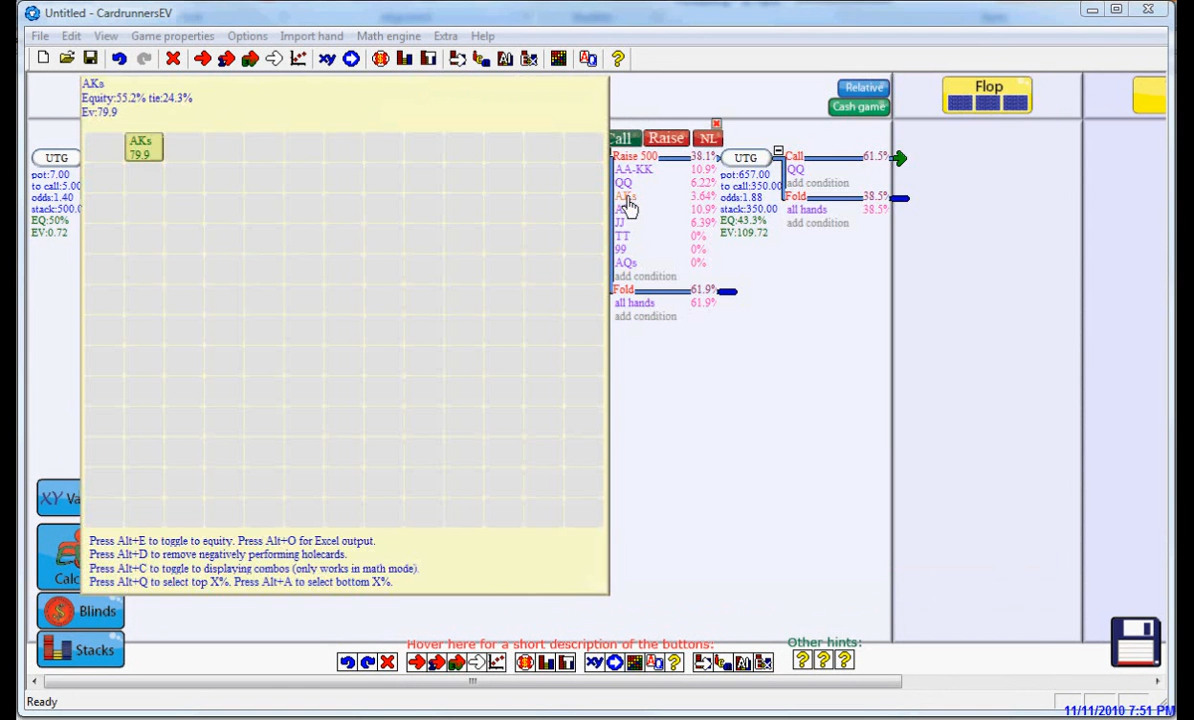 Untitled - CardrunnersEV
File Edit View Game properties Options Import hand Math engine Extra Help
AKs
Equity:55.2% tie:24.3%
Ev:79.9
AKs
79.9
Relative
Cash game
Flop
UTG
pot:7.00
to call:5.00
odds:1.40
stack:500.
EQ:50%
EV:0.72
Call Raise NL
Raise 500 38.1%
AA-KK 10.9%
QQ 6.22%
AKs 3.64%
10.9%
JJ 6.39%
TT 0%
99 0%
AQs 0%
add condition
Fold 61.9%
all hands 61.9%
add condition
UTG
pot:657.00
to call:350.00
odds:1.88
stack:350.00
EQ:43.3%
EV:109.72
Call 61.5%
QQ
add condition
Fold 38.5%
all hands 38.5%
add condition
XY Va
Calc
Blinds
Stacks
Press Alt+E to toggle to equity. Press Alt+O for Excel output.
Press Alt+D to remove negatively performing holecards.
Press Alt+C to toggle to displaying combos (only works in math mode).
Press Alt+Q to select top X%. Press Alt+A to select bottom X%.
Hover here for a short description of the buttons:
Other hints:
Ready
11/11/2010 7:51 PM